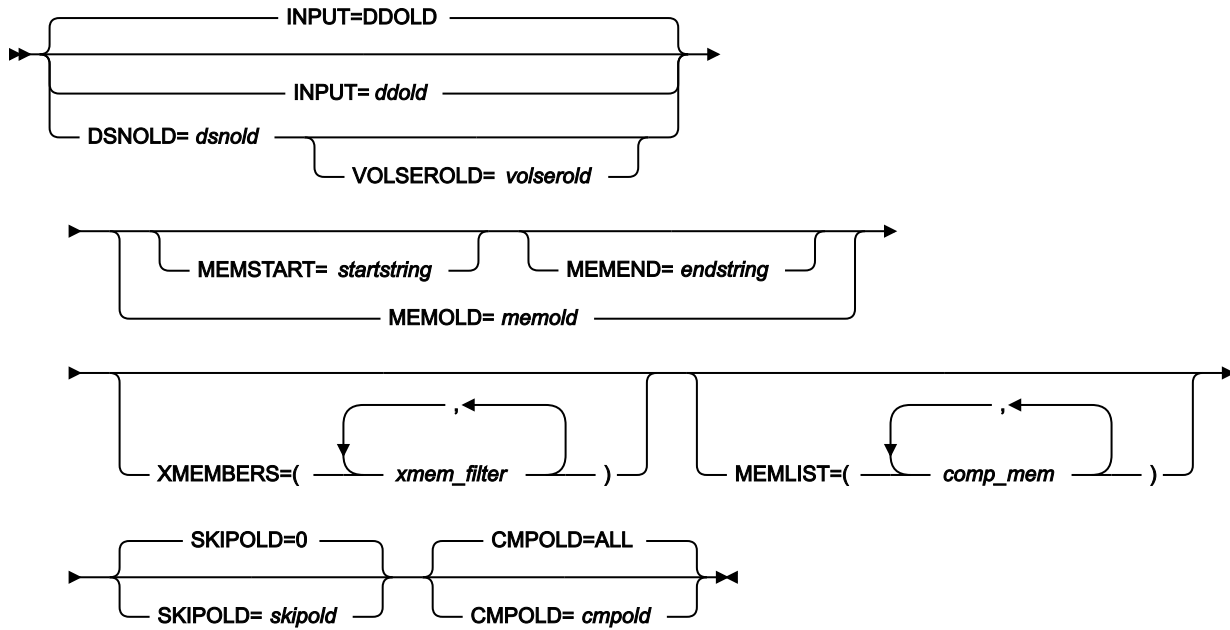 INPUT=DDOLD
INPUT= ddold
DSNOLD= dsnold
VOLSEROLD= volserold
MEMSTART= startstring MEMEND= endstring
MEMOLD= memold
, ,
XMEMBERS=( xmem_filter ) MEMLIST=( comp_mem )
SKIPOLD=0 CMPOLD=ALL
SKIPOLD= skipold CMPOLD= cmpold